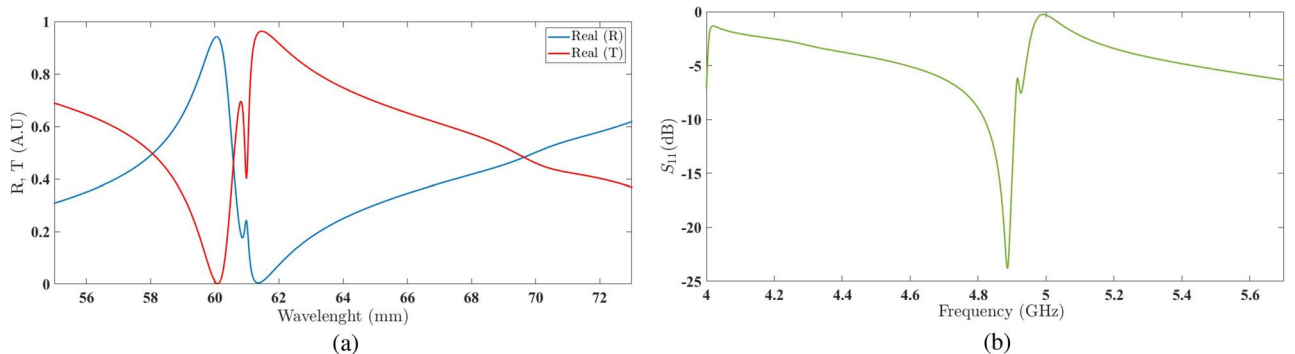 1
0.8
0.6
0.4
0.2
0
R, T (A.U)
Real (R)
Real (T)
56 58 60 62 64 66 68 70 72
Wavelenght (mm)
(a)
0
-5
-10
-15
-20
-25
S11(dB)
4 4.2 4.4 4.6 4.8 5 5.2 5.4 5.6
Frequency (GHz)
(b)